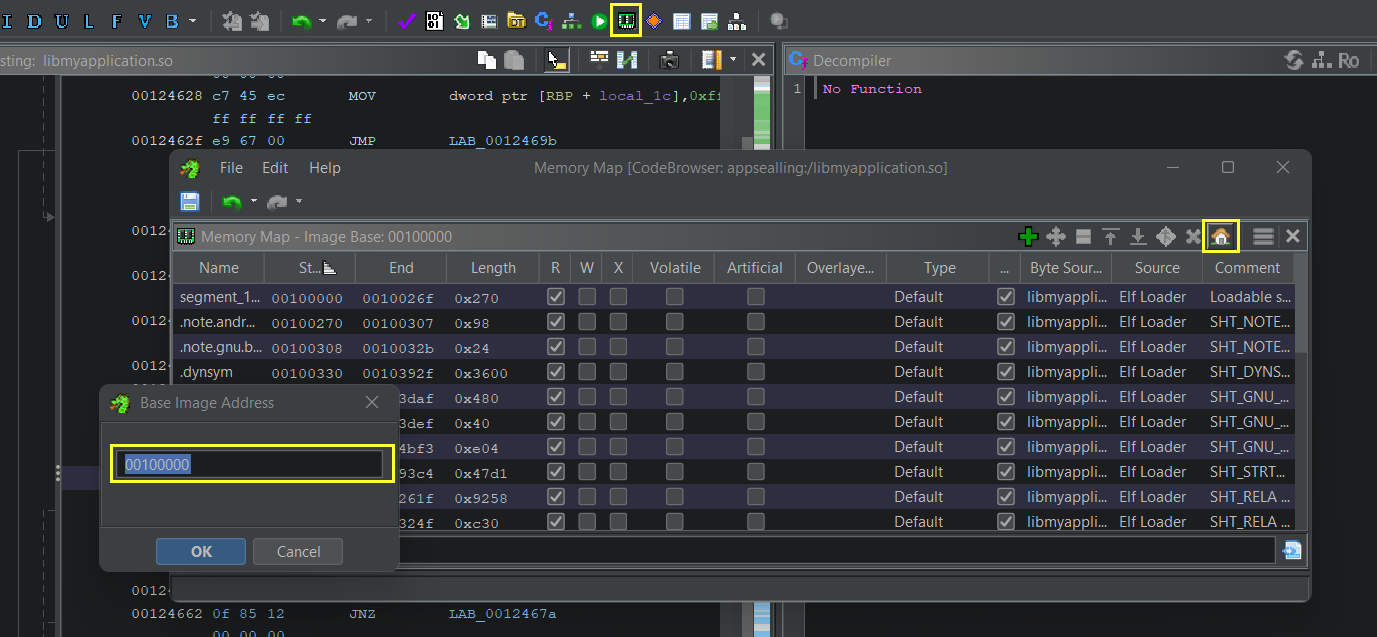 I D U L F V B
sting: libmyapplication.so
Decompiler
Ro
00124628 c7 45 ec MOV dword ptr [RBP + local_1c],0xff
ff ff ff ff
0012462f e9 67 00 JMP LAB_0012469b
1 No Function
File Edit Help Memory Map [CodeBrowser: appsealling:/libmyapplication.so]
Memory Map - Image Base: 00100000
Name St... End Length R W X Volatile Artificial Overlaye... Type ... Byte Sour... Source Comment
segment_1... 00100000 0010026f 0x270 Default libmyappli... Elf Loader Loadable s...
.note.andr... 00100270 00100307 0x98 Default libmyappli... Elf Loader SHT_NOTE...
.note.gnu.b... 00100308 0010032b 0x24 Default libmyappli... Elf Loader SHT_NOTE...
.dynsym 00100330 0010392f 0x3600 Default libmyappli... Elf Loader SHT_DYNS...
3daf 0x480 Default libmyappli... Elf Loader SHT_GNU_...
3def 0x40 Default libmyappli... Elf Loader SHT_GNU_...
4bf3 0xe04 Default libmyappli... Elf Loader SHT_GNU_...
93c4 0x47d1 Default libmyappli... Elf Loader SHT_STRT...
261f 0x9258 Default libmyappli... Elf Loader SHT_RELA ...
324f 0xc30 Default libmyappli... Elf Loader SHT_RELA ...
Base Image Address
00100000
OK Cancel
00124662 0f 85 12 JNZ LAB_0012467a
00 00 00